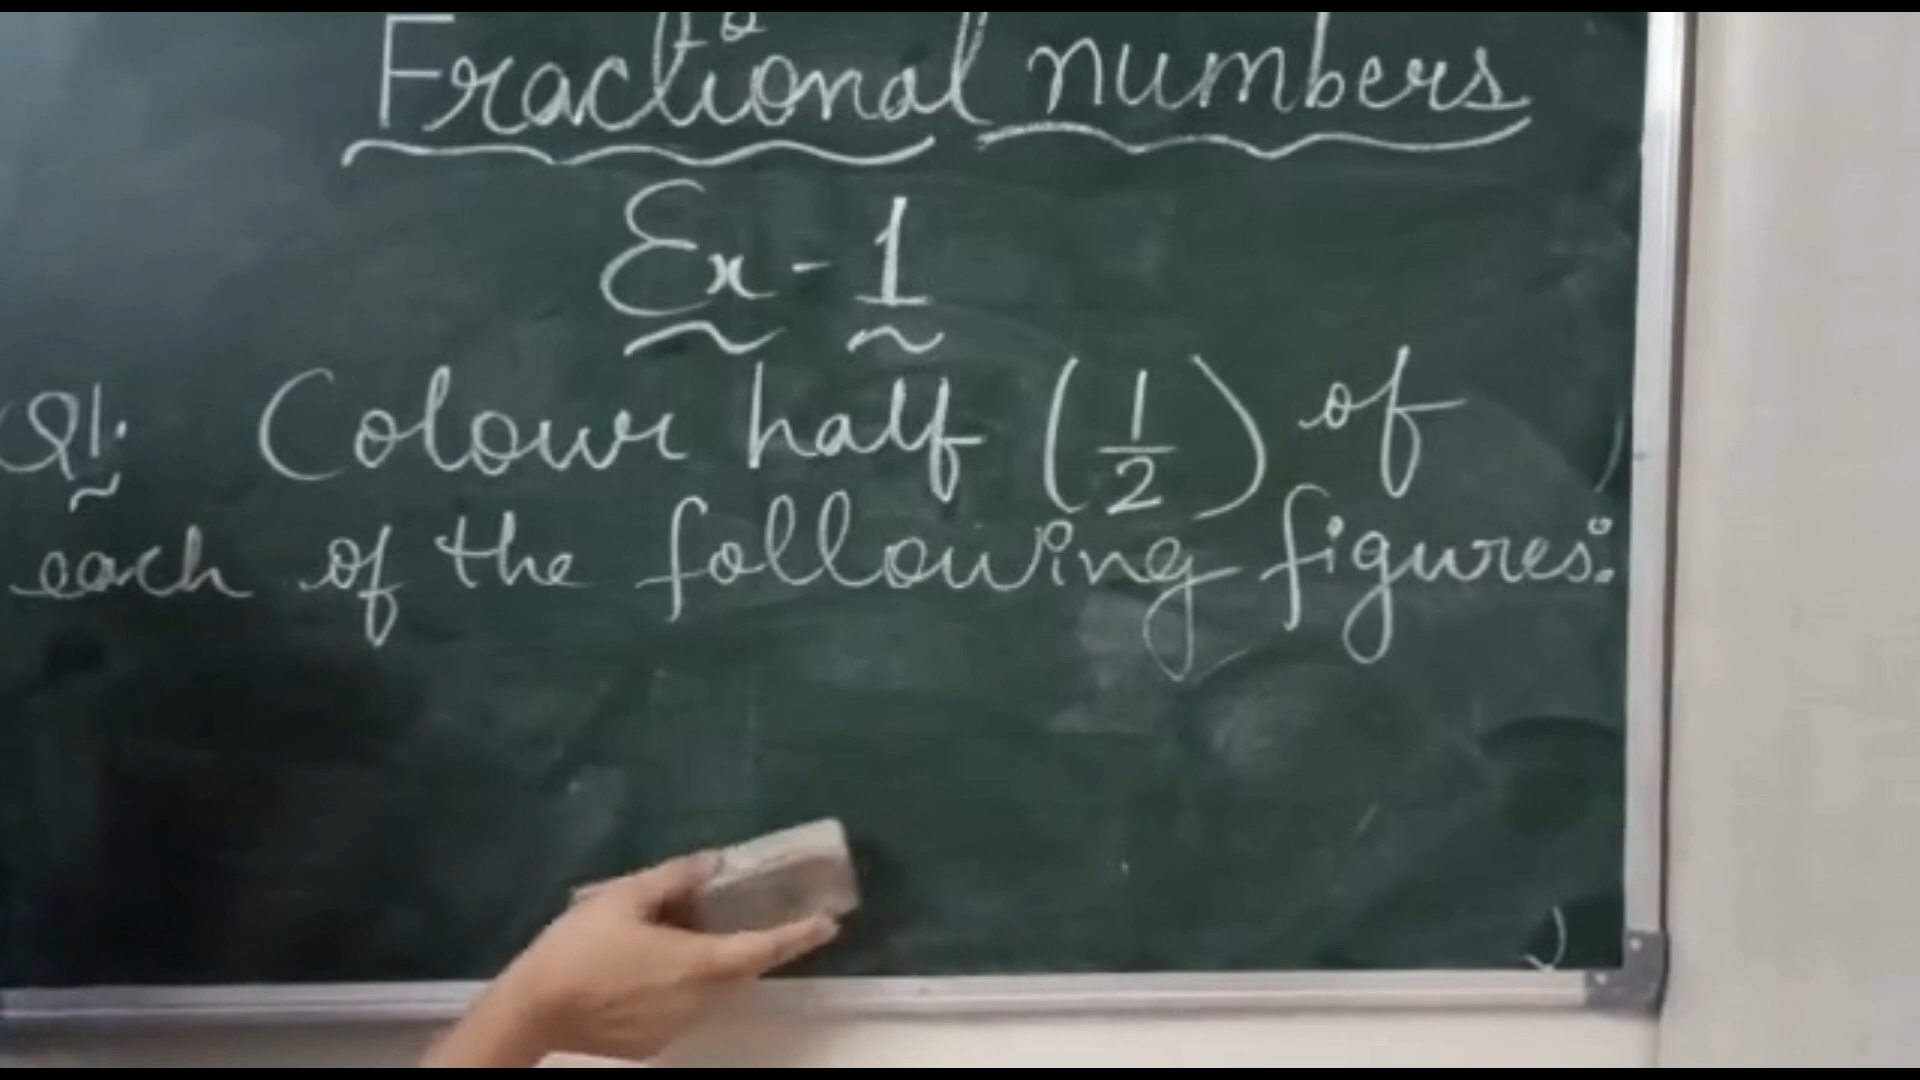 Fractional numbers
Ex - 1
Q1. Colour half (1/2) of
each of the following figures: